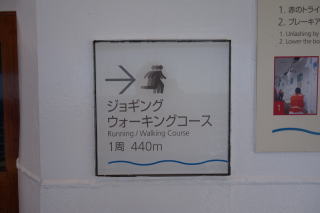 ジョギング
ウォーキングコース
Running / Walking Course
1周 440m
1. 赤のトライ
2. ブレーキア
1. Unlashing by
2. Lower the bo